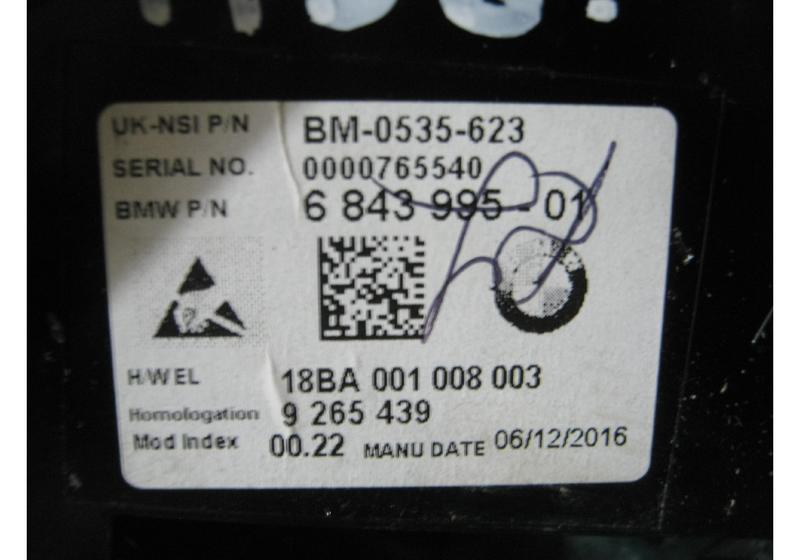 UK-NSI P/N BM-0535-623
SERIAL NO. 0000765540
BMW P/N 6 843 995 - 01
H/W EL 18BA 001 008 003
Homologation 9 265 439
Mod Index 00.22 MANU DATE 06/12/2016